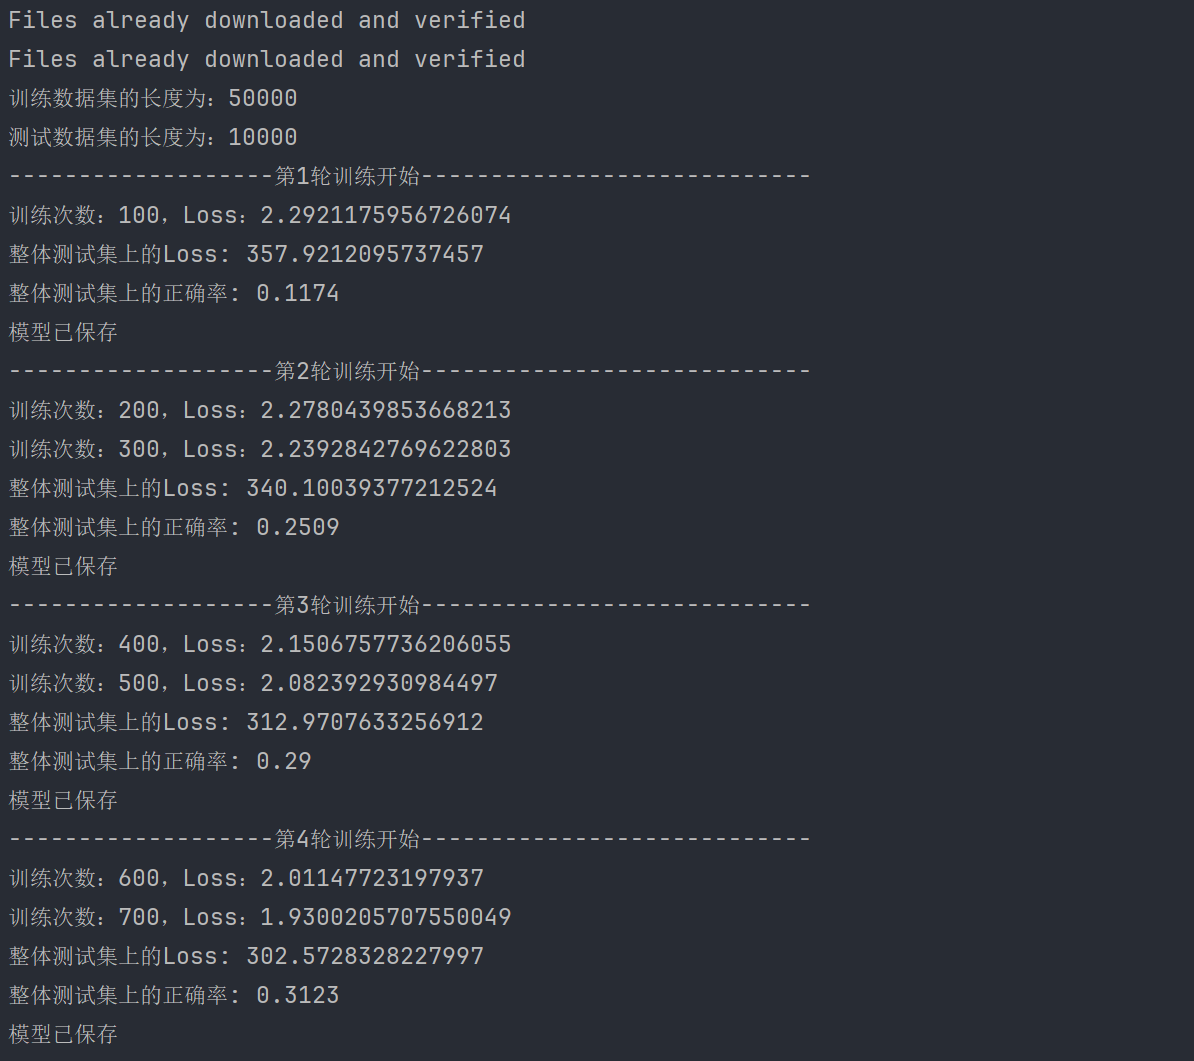 Files already downloaded and verified
Files already downloaded and verified
训练数据集的长度为：50000
测试数据集的长度为：10000
-------------------第1轮训练开始----------------------------
训练次数：100，Loss：2.2921175956726074
整体测试集上的Loss: 357.9212095737457
整体测试集上的正确率: 0.1174
模型已保存
-------------------第2轮训练开始----------------------------
训练次数：200，Loss：2.2780439853668213
训练次数：300，Loss：2.2392842769622803
整体测试集上的Loss: 340.10039377212524
整体测试集上的正确率: 0.2509
模型已保存
-------------------第3轮训练开始----------------------------
训练次数：400，Loss：2.1506757736206055
训练次数：500，Loss：2.082392930984497
整体测试集上的Loss: 312.9707633256912
整体测试集上的正确率: 0.29
模型已保存
-------------------第4轮训练开始----------------------------
训练次数：600，Loss：2.01147723197937
训练次数：700，Loss：1.9300205707550049
整体测试集上的Loss: 302.5728328227997
整体测试集上的正确率: 0.3123
模型已保存